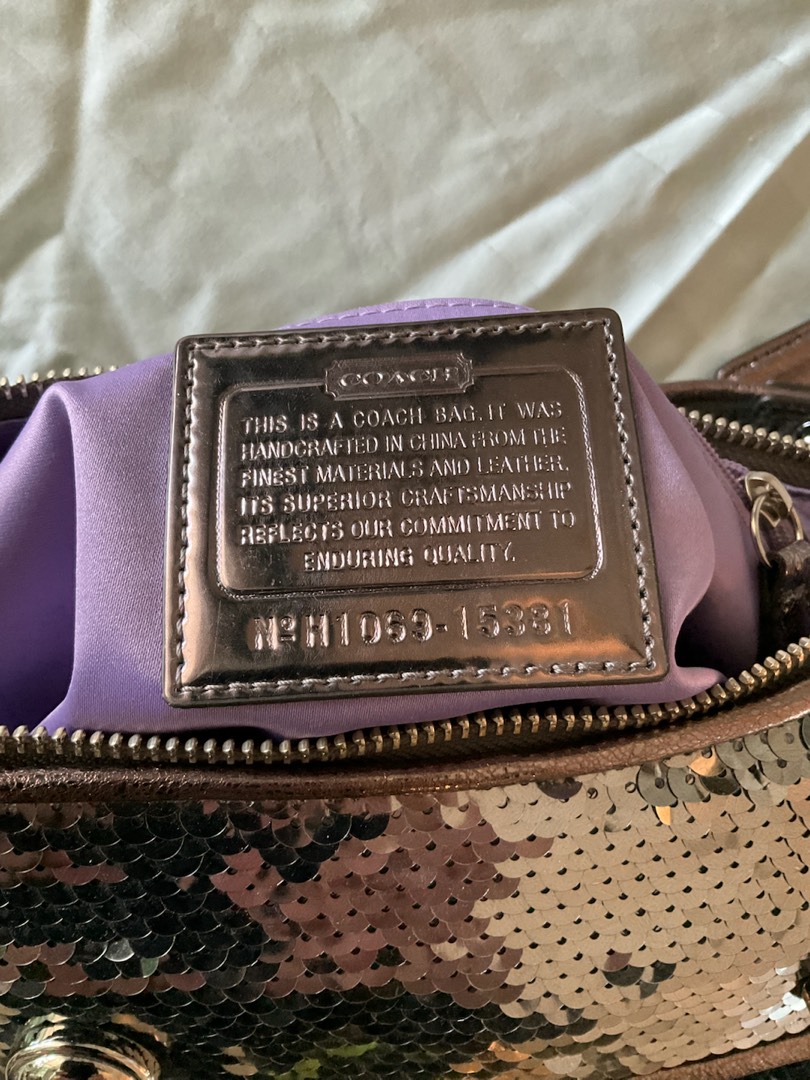 COACH
THIS IS A COACH BAG. IT WAS
HANDCRAFTED IN CHINA FROM THE
FINEST MATERIALS AND LEATHER.
ITS SUPERIOR CRAFTSMANSHIP
REFLECTS OUR COMMITMENT TO
ENDURING QUALITY.
Nº H1069-15381